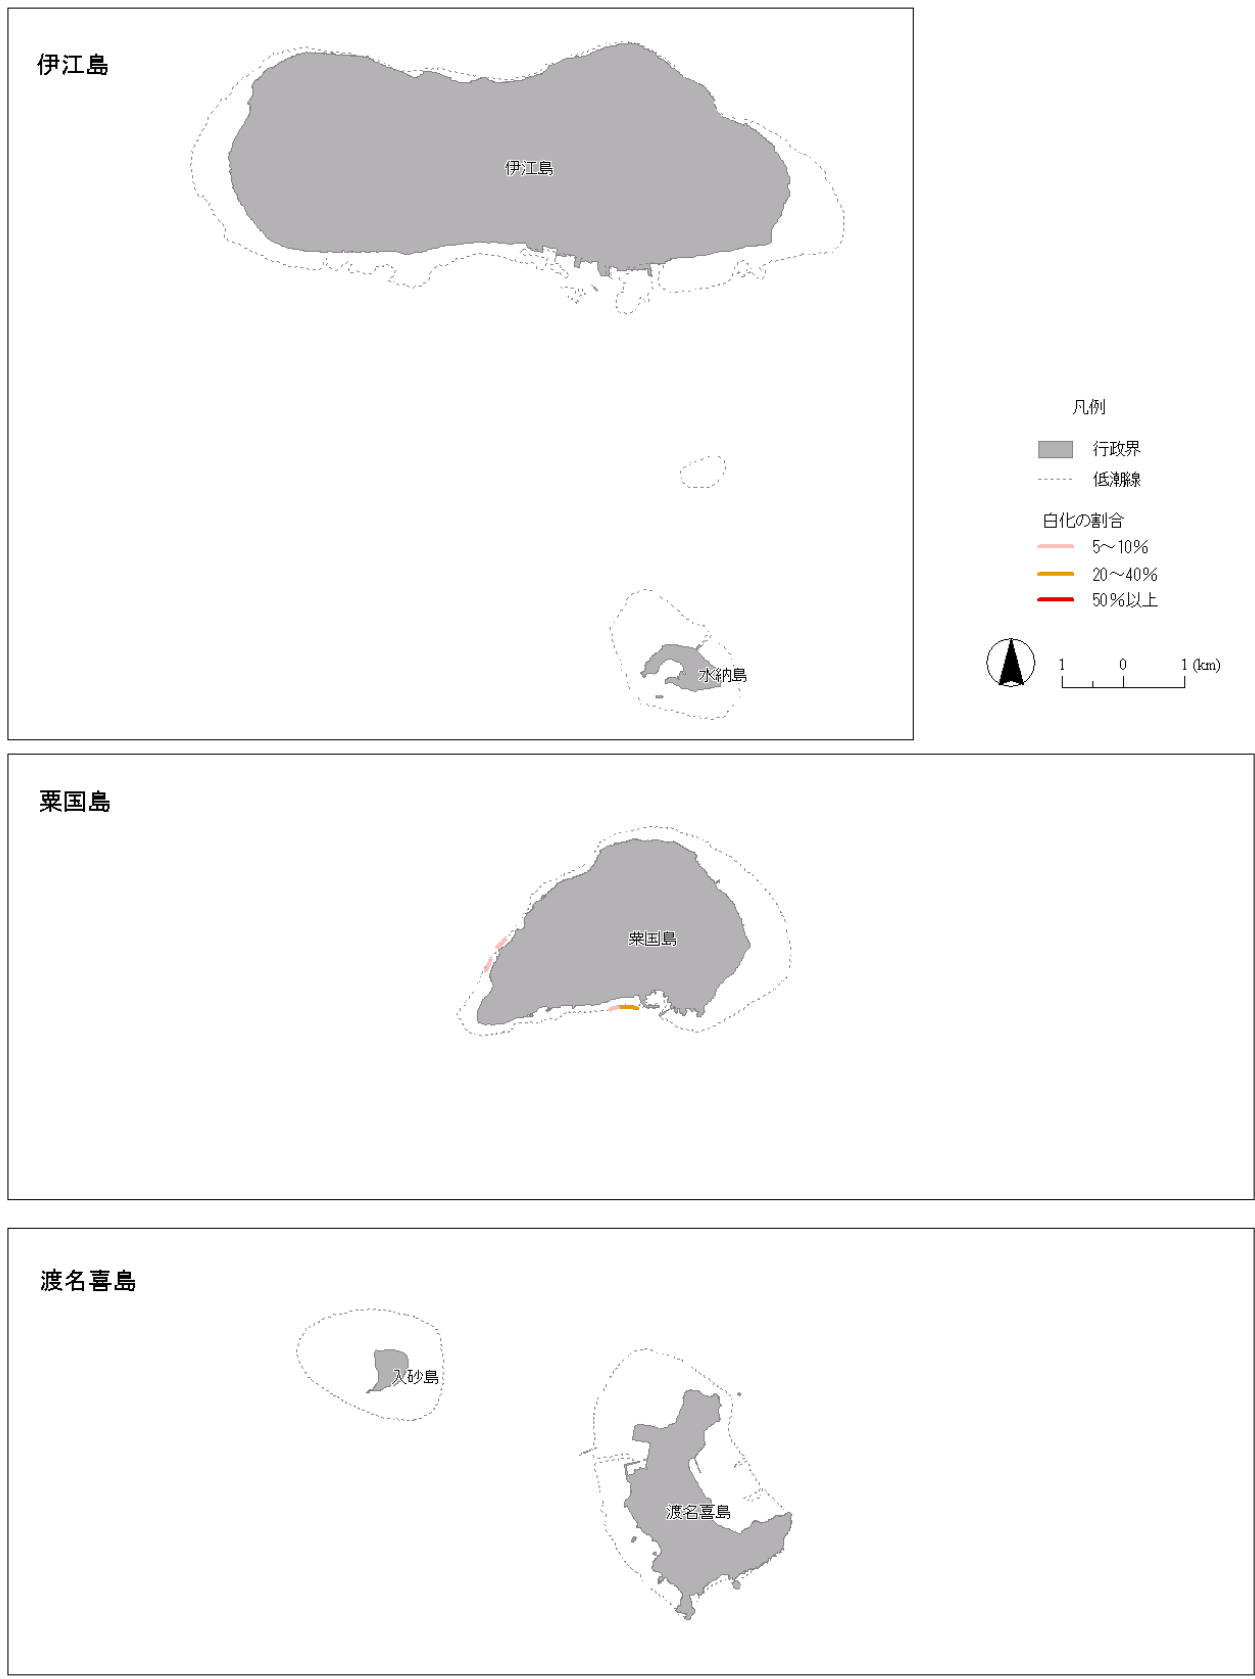 伊江島
伊江島
水納島
凡例
行政界
低潮線
白化の割合
5～10%
20～40%
50%以上
1 0 1 (km)
粟国島
粟国島
渡名喜島
入砂島
渡名喜島